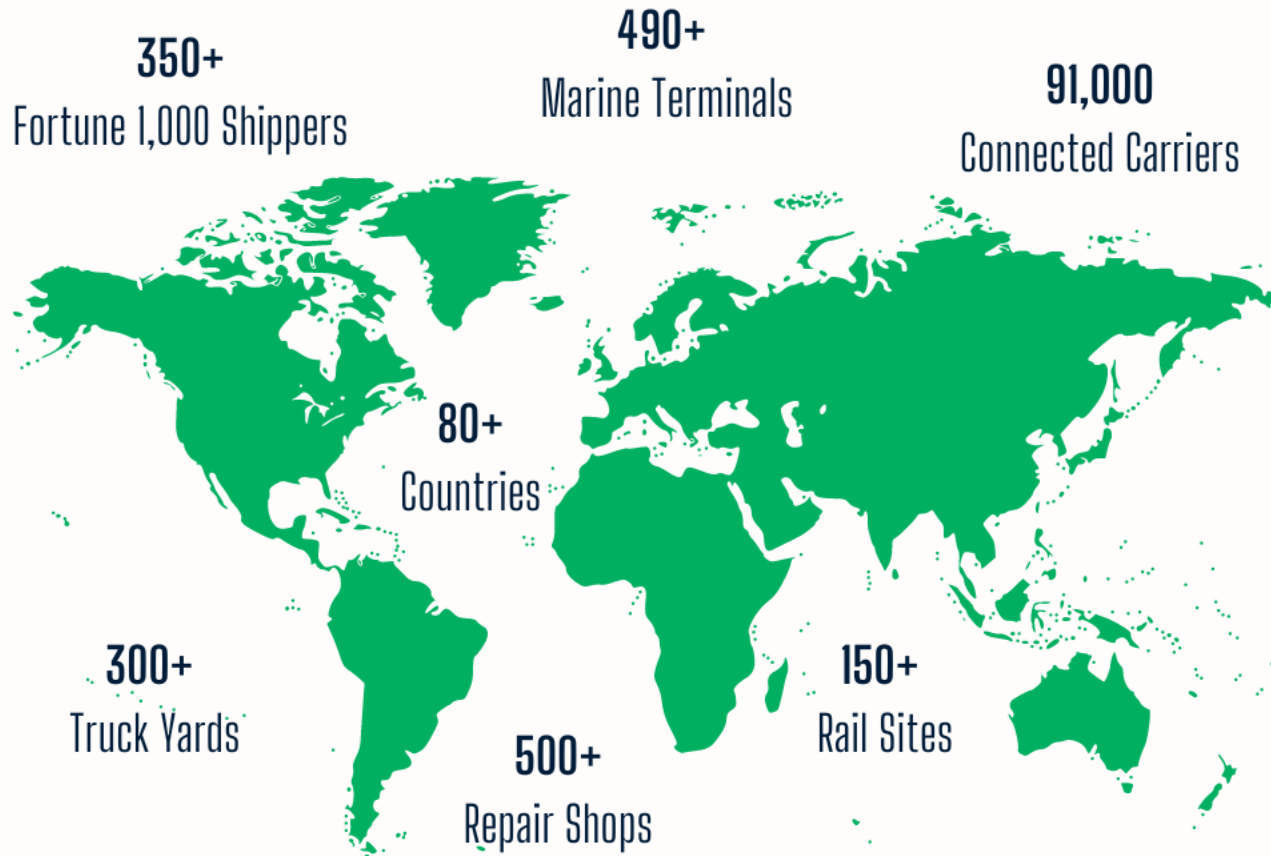 350+
Fortune 1,000 Shippers
490+
Marine Terminals
91,000
Connected Carriers
80+
Countries
300+
Truck Yards
150+
Rail Sites
500+
Repair Shops